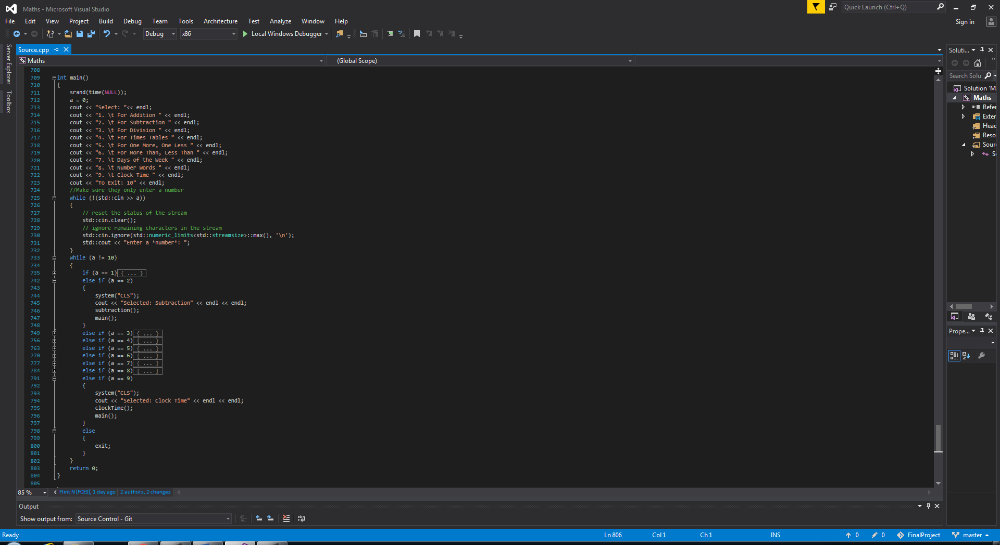 Maths - Microsoft Visual Studio
Quick Launch (Ctrl+Q)
File Edit View Project Build Debug Team Tools Architecture Test Analyze Window Help
Sign in
Debug x86 Local Windows Debugger
Server Explorer
Toolbox
Source.cpp
Maths (Global Scope)
708
709 int main()
710 {
711 srand(time(NULL));
712 a = 0;
713 cout << "Select: "<< endl;
714 cout << "1. \t For Addition " << endl;
715 cout << "2. \t For Subtraction " << endl;
716 cout << "3. \t For Division " << endl;
717 cout << "4. \t For Times Tables " << endl;
718 cout << "5. \t For One More, One Less " << endl;
719 cout << "6. \t For More Than, Less Than " << endl;
720 cout << "7. \t Days of the Week " << endl;
721 cout << "8. \t Number Words " << endl;
722 cout << "9. \t Clock Time " << endl;
723 cout << "To Exit: 10" << endl;
724 //Make sure they only enter a number
725 while (!(std::cin >> a))
726 {
727 // reset the status of the stream
728 std::cin.clear();
729 // ignore remaining characters in the stream
730 std::cin.ignore(std::numeric_limits<std::streamsize>::max(), '\n');
731 std::cout << "Enter a *number*: ";
732 }
733 while (a != 10)
734 {
735 if (a == 1){ ... }
742 else if (a == 2)
743 {
744 system("CLS");
745 cout << "Selected: Subtraction" << endl << endl;
746 subtraction();
747 main();
748 }
749 else if (a == 3){ ... }
756 else if (a == 4){ ... }
763 else if (a == 5){ ... }
770 else if (a == 6){ ... }
777 else if (a == 7){ ... }
784 else if (a == 8){ ... }
791 else if (a == 9)
792 {
793 system("CLS");
794 cout << "Selected: Clock Time" << endl << endl;
795 clockTime();
796 main();
797 }
798 else
799 {
800 exit;
801 }
802 }
803 return 0;
804 }
805
85 % Flint N (FCES), 1 day ago | 2 authors, 2 changes
Soluti...
Search Solu
Solution 'M
Maths
Refer
Exter
Head
Reso
Sour
S
Prope...
Output
Show output from: Source Control - Git
Ready Ln 806 Col 1 Ch 1 INS 0 0 FinalProject master